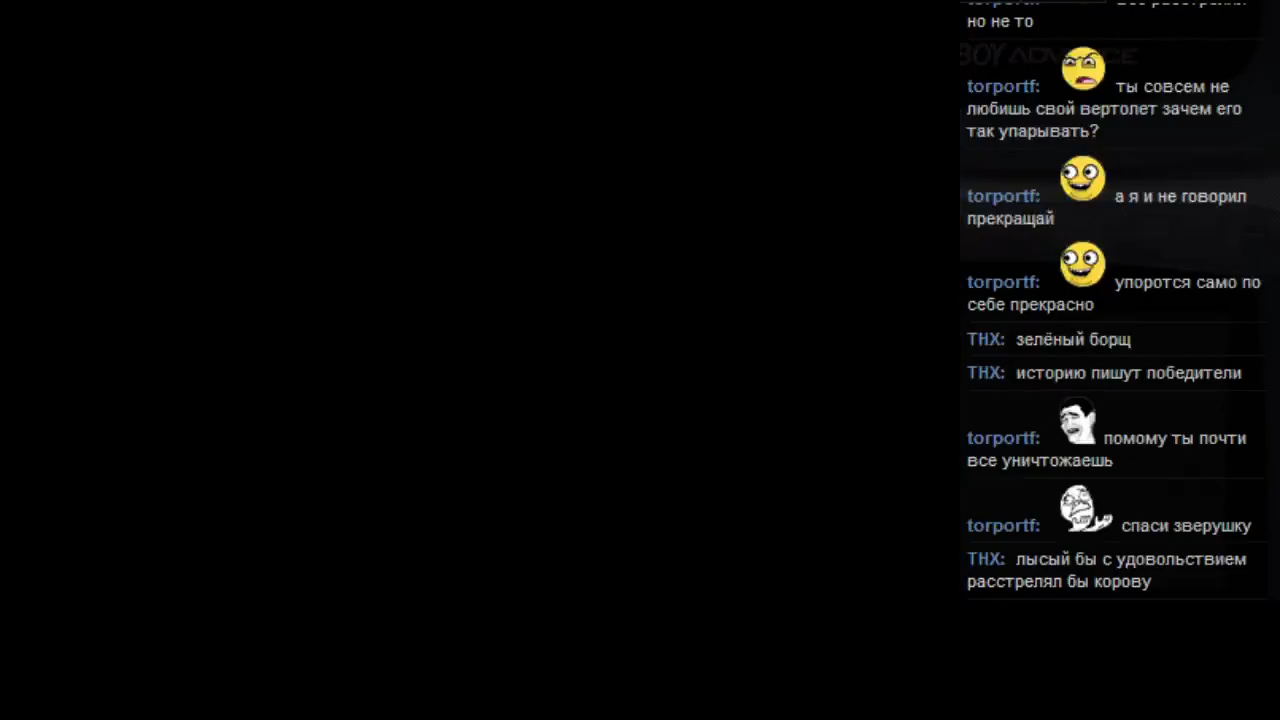 но не то
BOY ADVANCE
torportf: ты совсем не
любишь свой вертолет зачем его
так упарывать?
torportf: а я и не говорил
прекращай
torportf: упоротся само по
себе прекрасно
THX: зелёный борщ
THX: историю пишут победители
torportf: помому ты почти
все уничтожаешь
torportf: спаси зверушку
THX: лысый бы с удовольствием
расстрелял бы корову